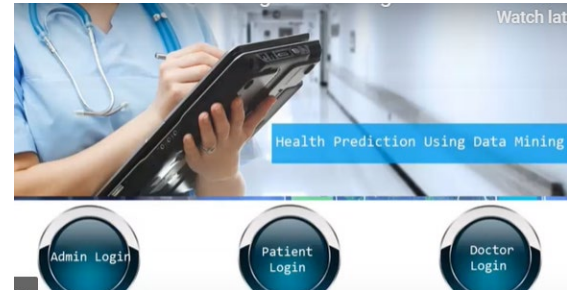 Watch lat
Health Prediction Using Data Mining
Admin Login
Patient
Login
Doctor
Login